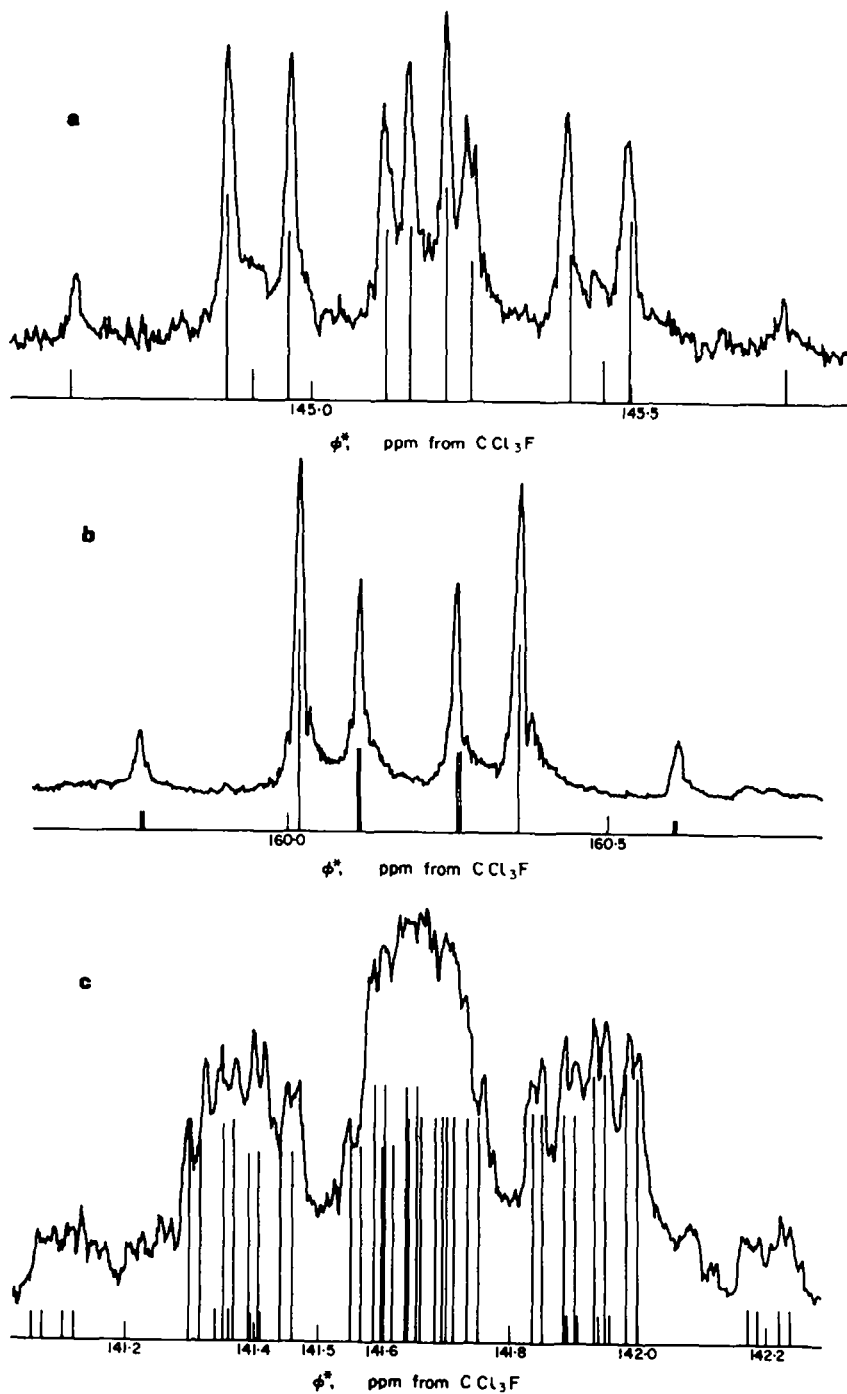 a
145·0 145·5
ϕ*, ppm from CCl₃F
b
160·0 160·5
ϕ*, ppm from CCl₃F
c
141·2 141·4 141·5 141·6 141·8 142·0 142·2
ϕ*, ppm from CCl₃F